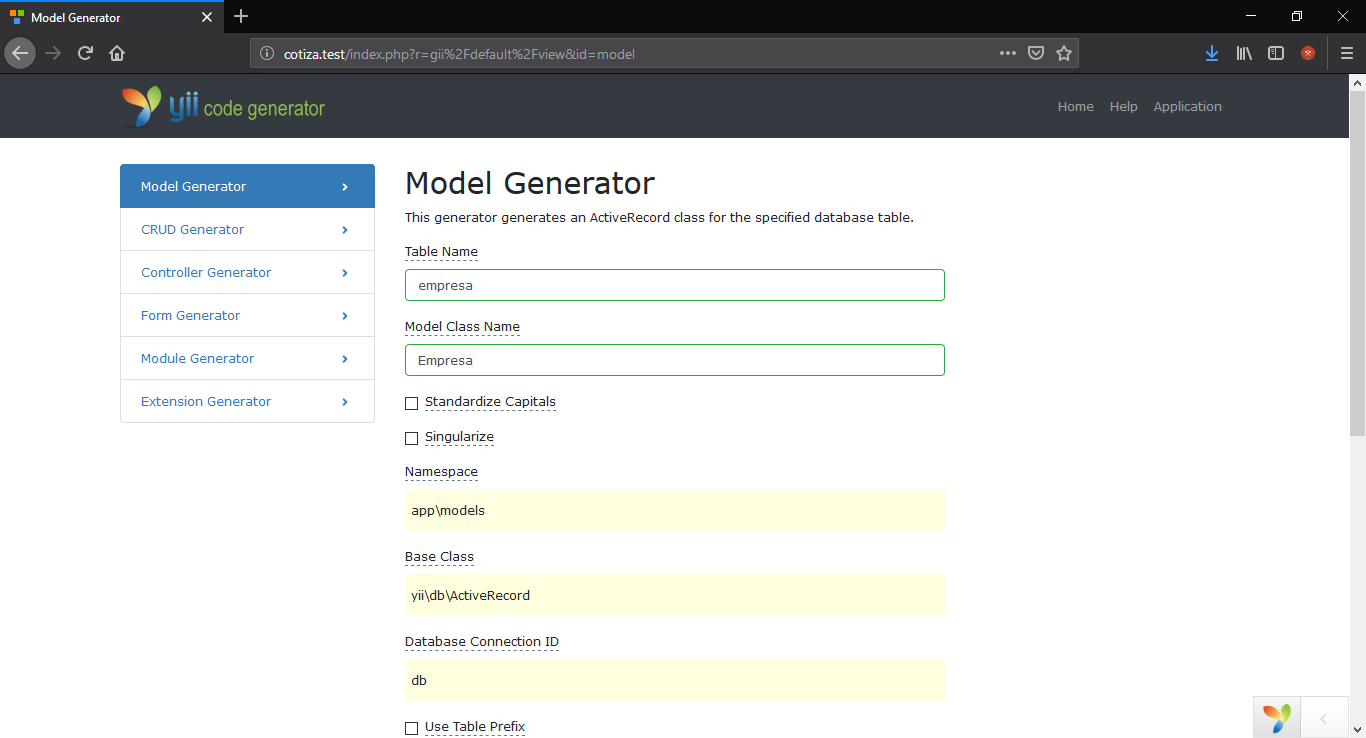 Model Generator
cotiza.test/index.php?r=gii%2Fdefault%2Fview&id=model
yii code generator
Home Help Application
Model Generator
CRUD Generator
Controller Generator
Form Generator
Module Generator
Extension Generator
Model Generator
This generator generates an ActiveRecord class for the specified database table.
Table Name
empresa
Model Class Name
Empresa
Standardize Capitals
Singularize
Namespace
app\models
Base Class
yii\db\ActiveRecord
Database Connection ID
db
Use Table Prefix